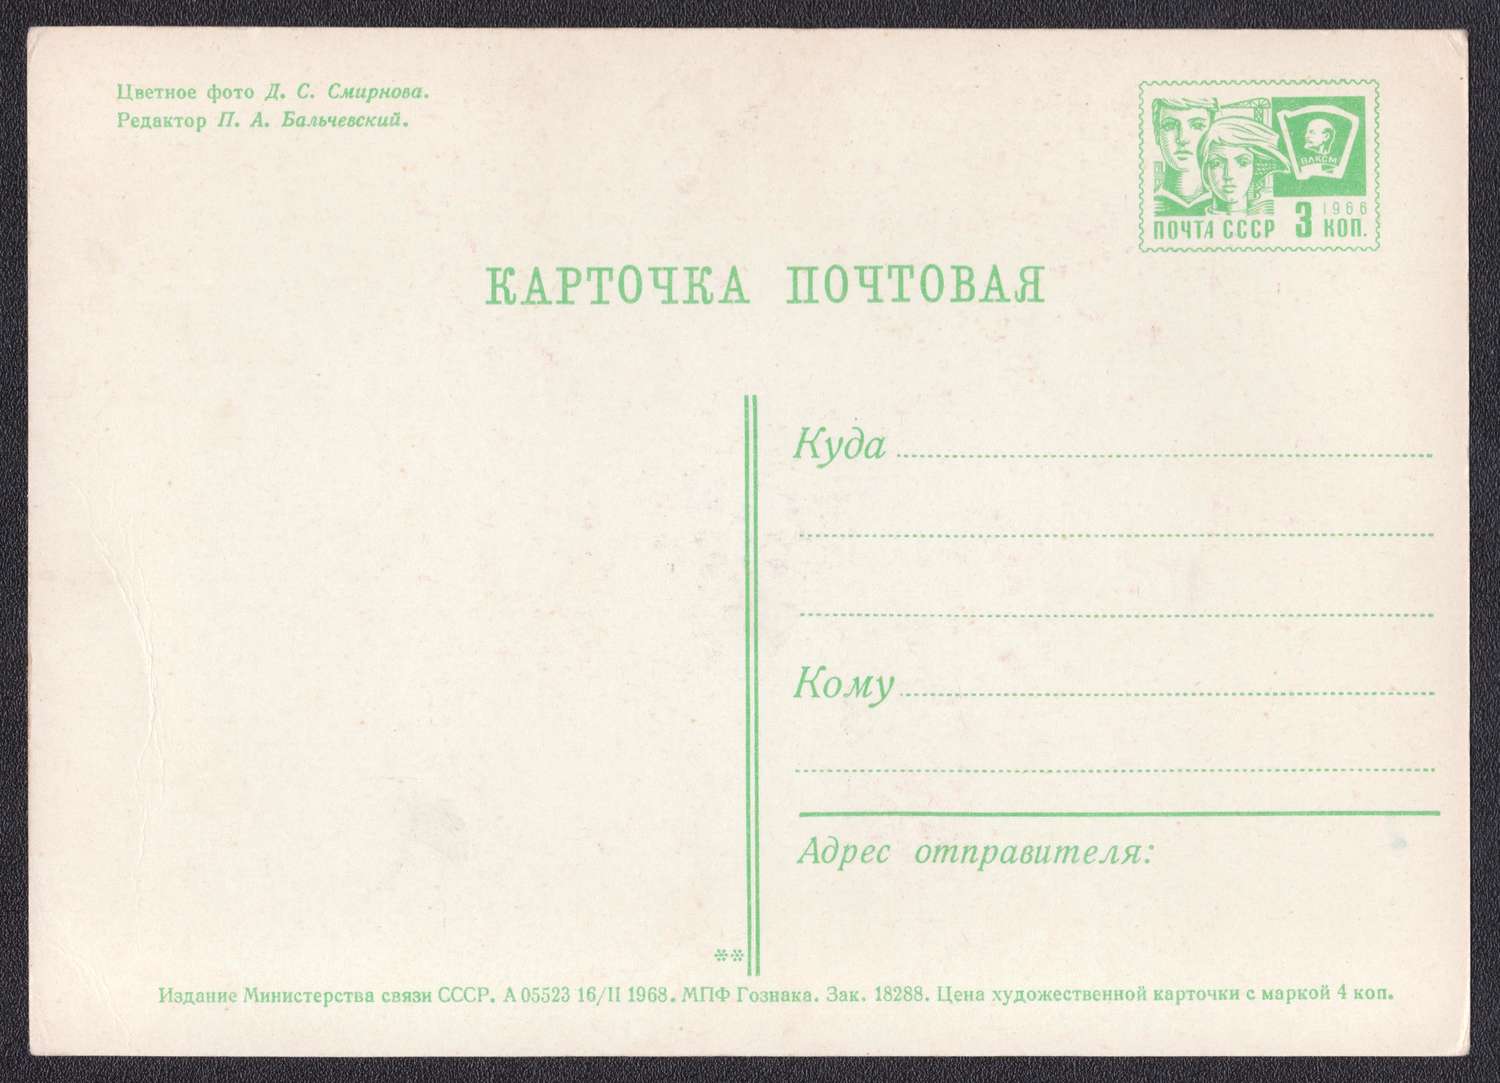 Цветное фото Д. С. Смирнова.
Редактор П. А. Бальчевский.
ВЛКСМ
1966
ПОЧТА СССР 3 КОП.
КАРТОЧКА ПОЧТОВАЯ
Куда
Кому
Адрес отправителя:
**
Издание Министерства связи СССР. А 05523 16/II 1968. МПФ Гознака. Зак. 18288. Цена художественной карточки с маркой 4 коп.